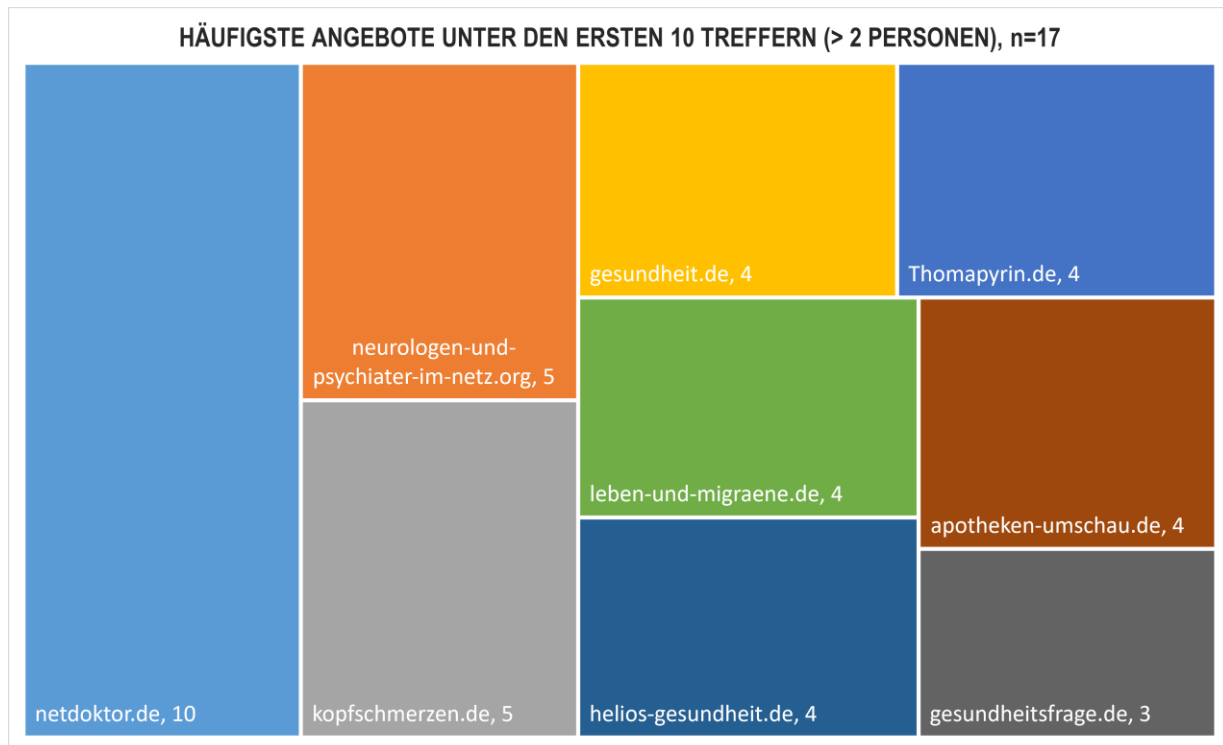 HÄUFIGSTE ANGEBOTE UNTER DEN ERSTEN 10 TREFFERN (> 2 PERSONEN), n=17
netdoktor.de, 10
neurologen-und-
psychiater-im-netz.org, 5
kopfschmerzen.de, 5
gesundheit.de, 4
Thomapyrin.de, 4
leben-und-migraene.de, 4
apotheken-umschau.de, 4
helios-gesundheit.de, 4
gesundheitsfrage.de, 3